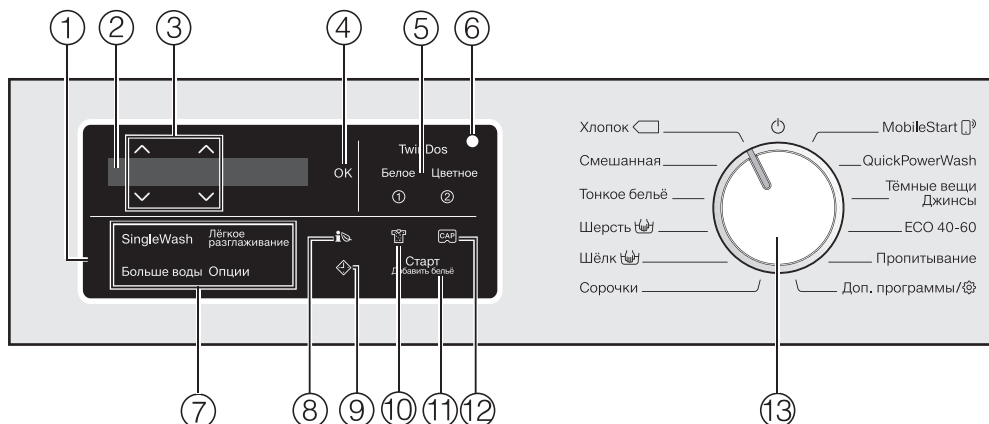 ① ② ③ ④ ⑤ ⑥
TwinDos
OK
Белое Цветное
① ②
SingleWash Лёгкое разглаживание
Больше воды Опции
CAP
Старт
Добавить бельё
Хлопок
Смешанная
Тонкое бельё
Шерсть
Шёлк
Сорочки
MobileStart
QuickPowerWash
Тёмные вещи
Джинсы
ECO 40-60
Пропитывание
Доп. программы/
⑦ ⑧ ⑨ ⑩ ⑪ ⑫ ⑬